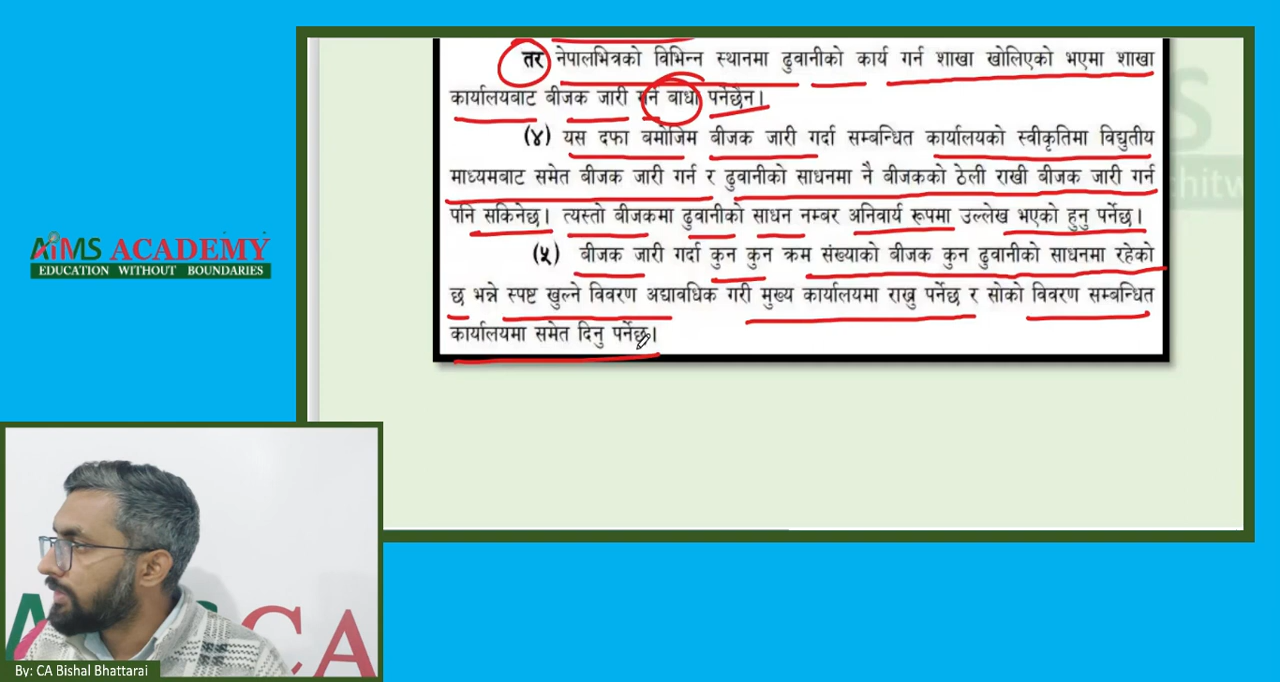 तर नेपालभित्रको विभिन्न स्थानमा ढुवानीको कार्य गर्न शाखा खोलिएको भएमा शाखा
कार्यालयबाट बीजक जारी गर्न बाधा पर्नेछैन।
(४) यस दफा बमोजिम बीजक जारी गर्दा सम्बन्धित कार्यालयको स्वीकृतिमा विद्युतीय
माध्यमबाट समेत बीजक जारी गर्न र ढुवानीको साधनमा नै बीजकको ठेली राखी बीजक जारी गर्न
पनि सकिनेछ। त्यस्तो बीजकमा ढुवानीको साधन नम्बर अनिवार्य रूपमा उल्लेख भएको हुनु पर्नेछ।
(५) बीजक जारी गर्दा कुन कुन क्रम संख्याको बीजक कुन ढुवानीको साधनमा रहेको
छ भन्ने स्पष्ट खुल्ने विवरण अद्यावधिक गरी मुख्य कार्यालयमा राख्नु पर्नेछ र सोको विवरण सम्बन्धित
कार्यालयमा समेत दिनु पर्नेछ।
S
chitw
AIMS ACADEMY
EDUCATION WITHOUT BOUNDARIES
CA
By: CA Bishal Bhattarai